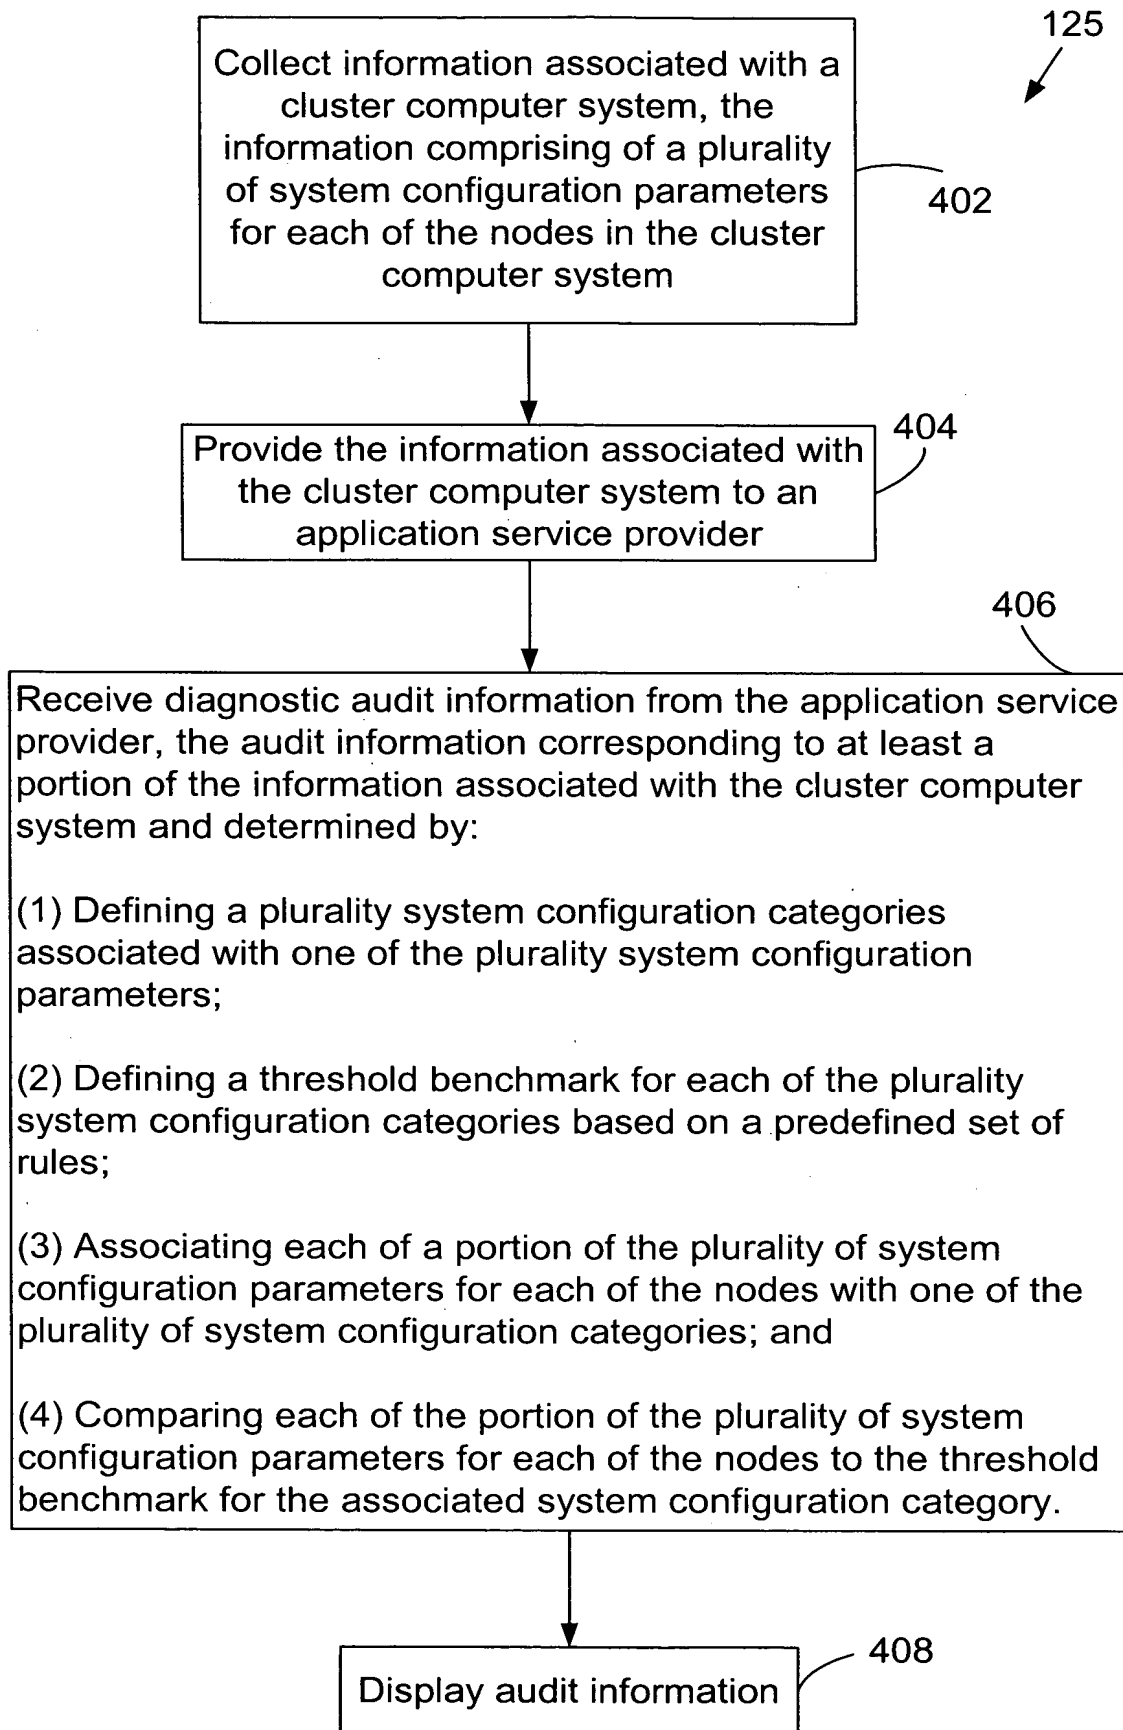 125
Collect information associated with a
cluster computer system, the
information comprising of a plurality
of system configuration parameters
for each of the nodes in the cluster
computer system
402
404
Provide the information associated with
the cluster computer system to an
application service provider
406
Receive diagnostic audit information from the application service
provider, the audit information corresponding to at least a
portion of the information associated with the cluster computer
system and determined by:
(1) Defining a plurality system configuration categories
associated with one of the plurality system configuration
parameters;
(2) Defining a threshold benchmark for each of the plurality
system configuration categories based on a predefined set of
rules;
(3) Associating each of a portion of the plurality of system
configuration parameters for each of the nodes with one of the
plurality of system configuration categories; and
(4) Comparing each of the portion of the plurality of system
configuration parameters for each of the nodes to the threshold
benchmark for the associated system configuration category.
408
Display audit information